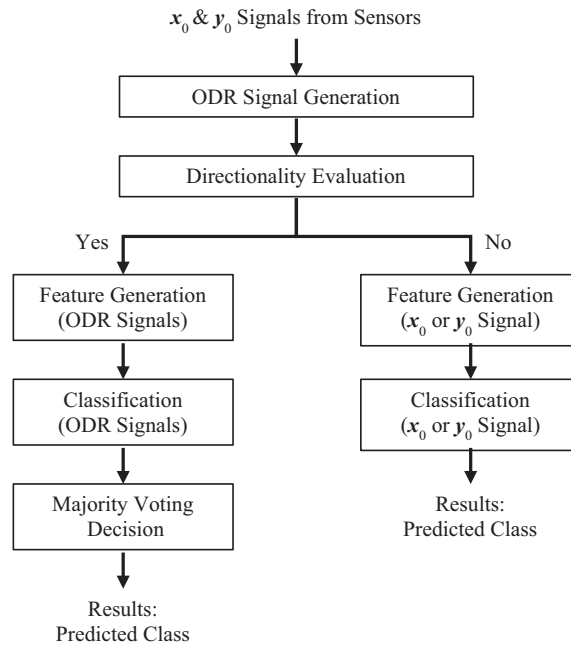 x₀ & y₀ Signals from Sensors
ODR Signal Generation
Directionality Evaluation
Yes
No
Feature Generation
(ODR Signals)
Feature Generation
(x₀ or y₀ Signal)
Classification
(ODR Signals)
Classification
(x₀ or y₀ Signal)
Majority Voting
Decision
Results:
Predicted Class
Results:
Predicted Class